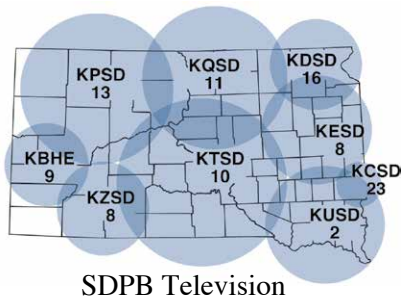 KPSD
13
KQSD
11
KDSD
16
KBHE
9
KZSD
8
KTSD
10
KESD
8
KCSD
23
KUSD
2
SDPB Television